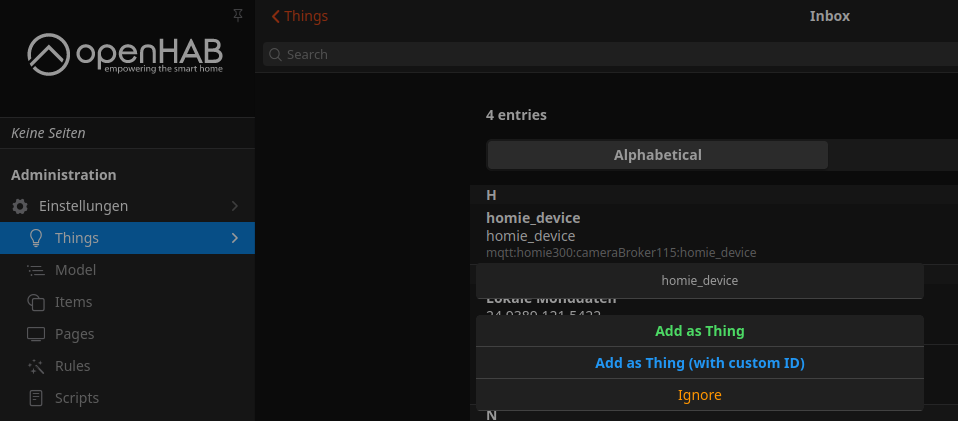 Things
Inbox
openHAB
empowering the smart home
Search
Keine Seiten
4 entries
Alphabetical
Administration
Einstellungen
Things
Model
Items
Pages
Rules
Scripts
H
homie_device
homie_device
mqtt:homie300:cameraBroker115:homie_device
homie_device
Lokale Monddaten
Add as Thing
Add as Thing (with custom ID)
Ignore
N